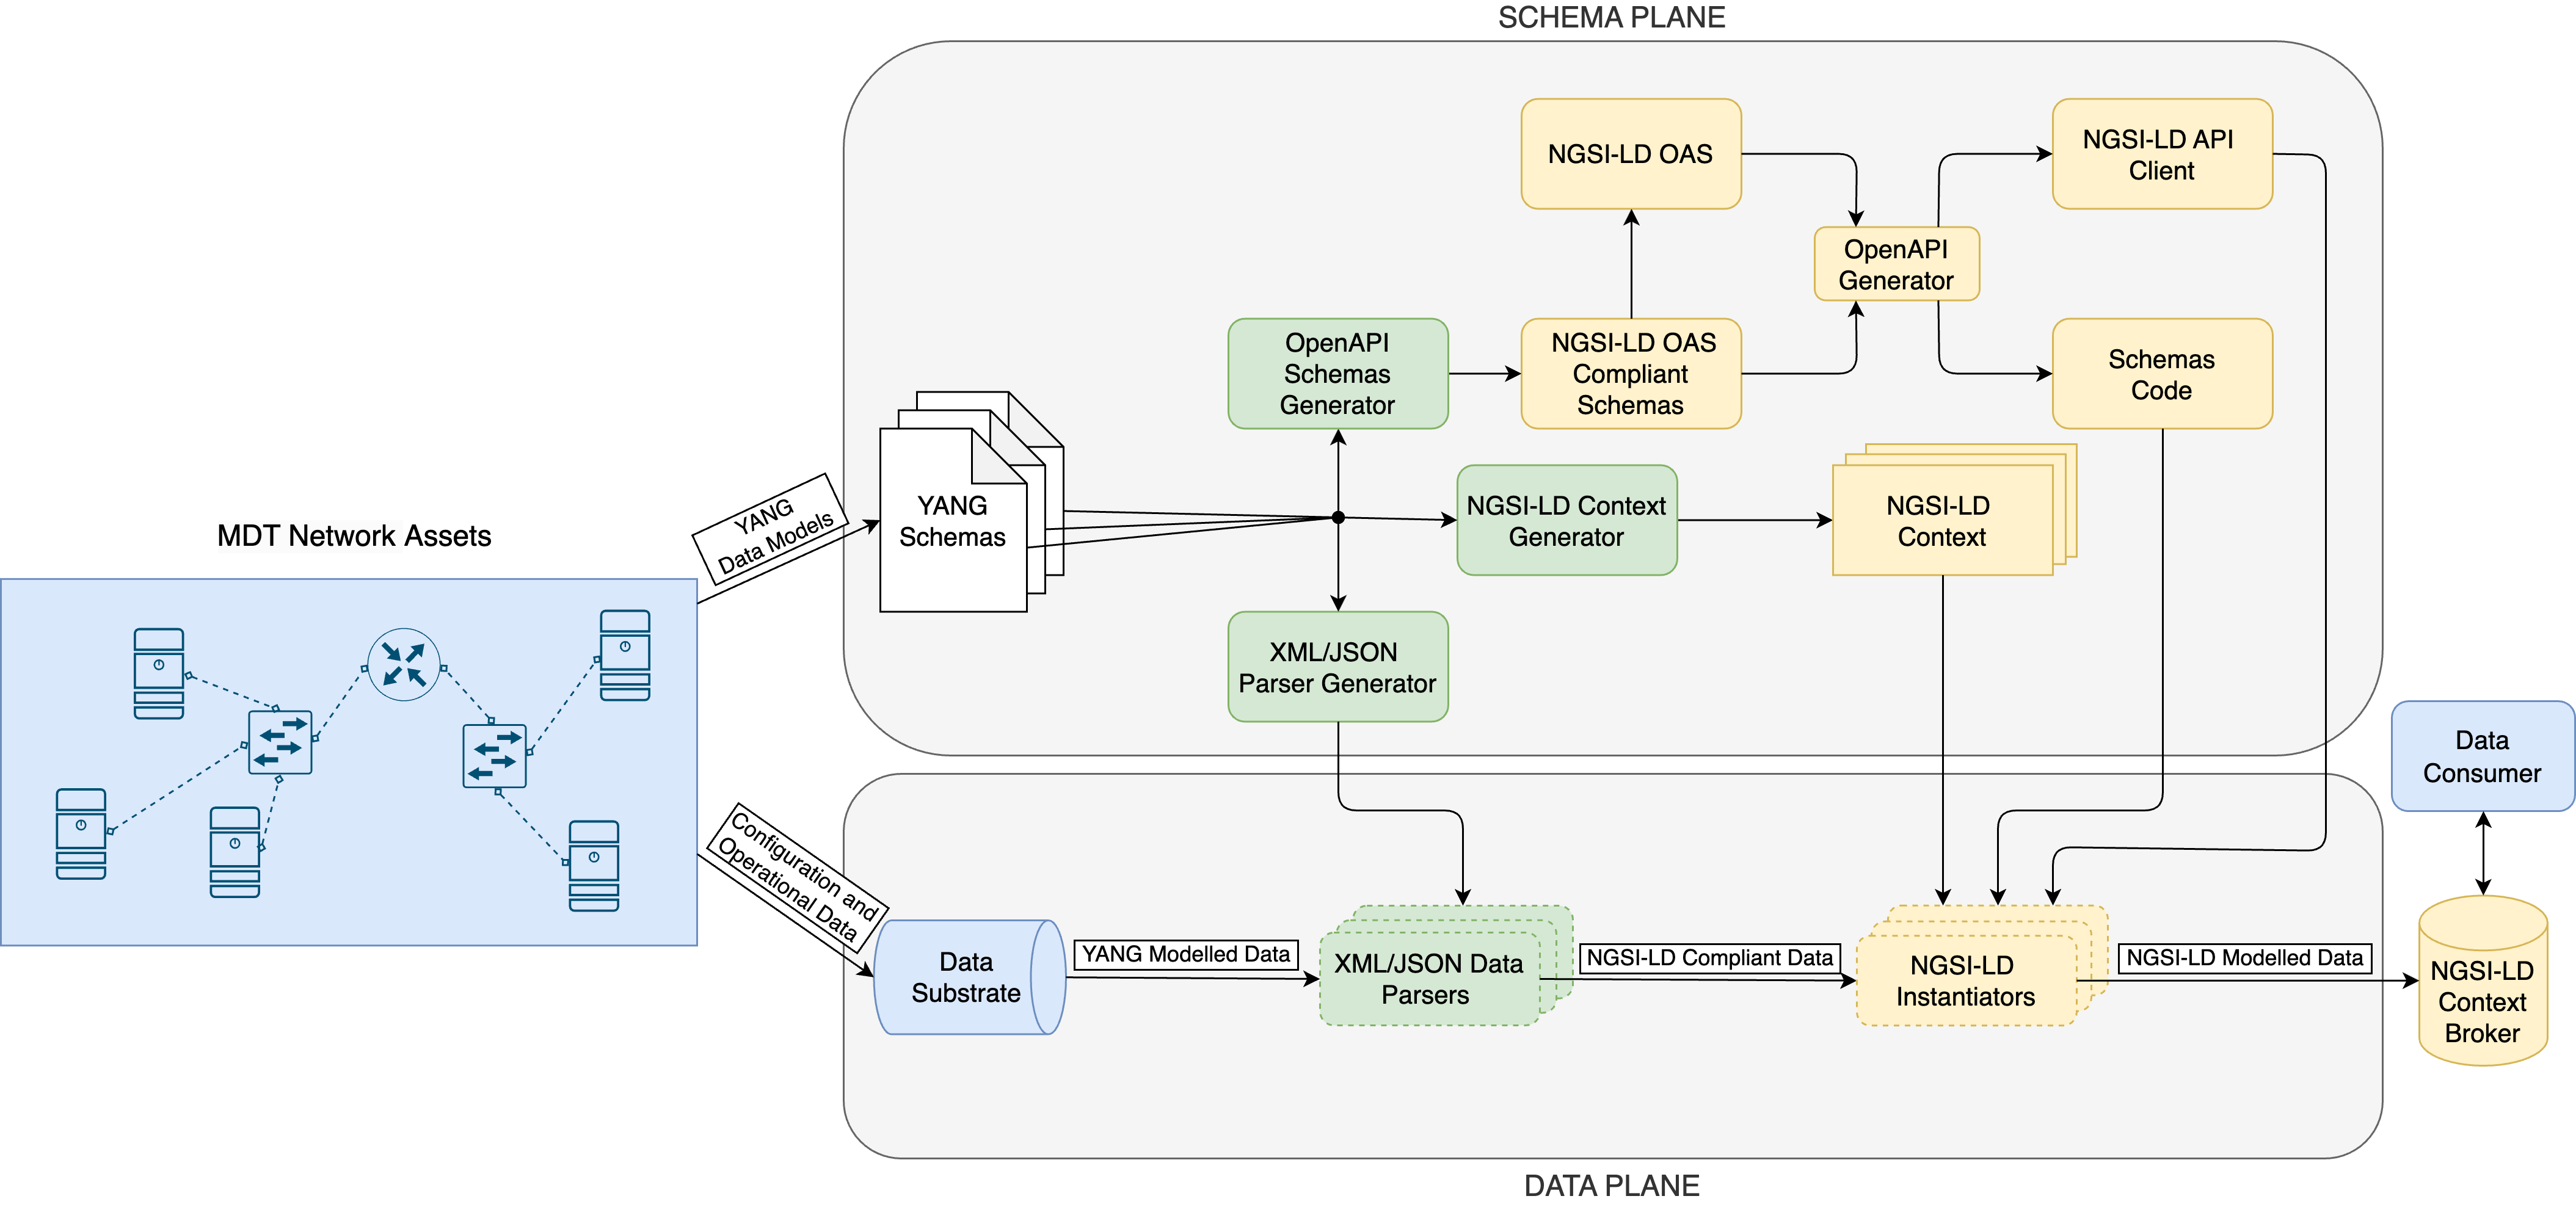 SCHEMA PLANE
NGSI-LD OAS
NGSI-LD API
Client
OpenAPI
Generator
OpenAPI
Schemas
Generator
NGSI-LD OAS
Compliant
Schemas
Schemas
Code
YANG
Data Models
YANG
Schemas
NGSI-LD Context
Generator
NGSI-LD
Context
MDT Network Assets
XML/JSON
Parser Generator
Data
Consumer
Configuration and
Operational Data
Data
Substrate
YANG Modelled Data
XML/JSON Data
Parsers
NGSI-LD Compliant Data
NGSI-LD
Instantiators
NGSI-LD Modelled Data
NGSI-LD
Context
Broker
DATA PLANE